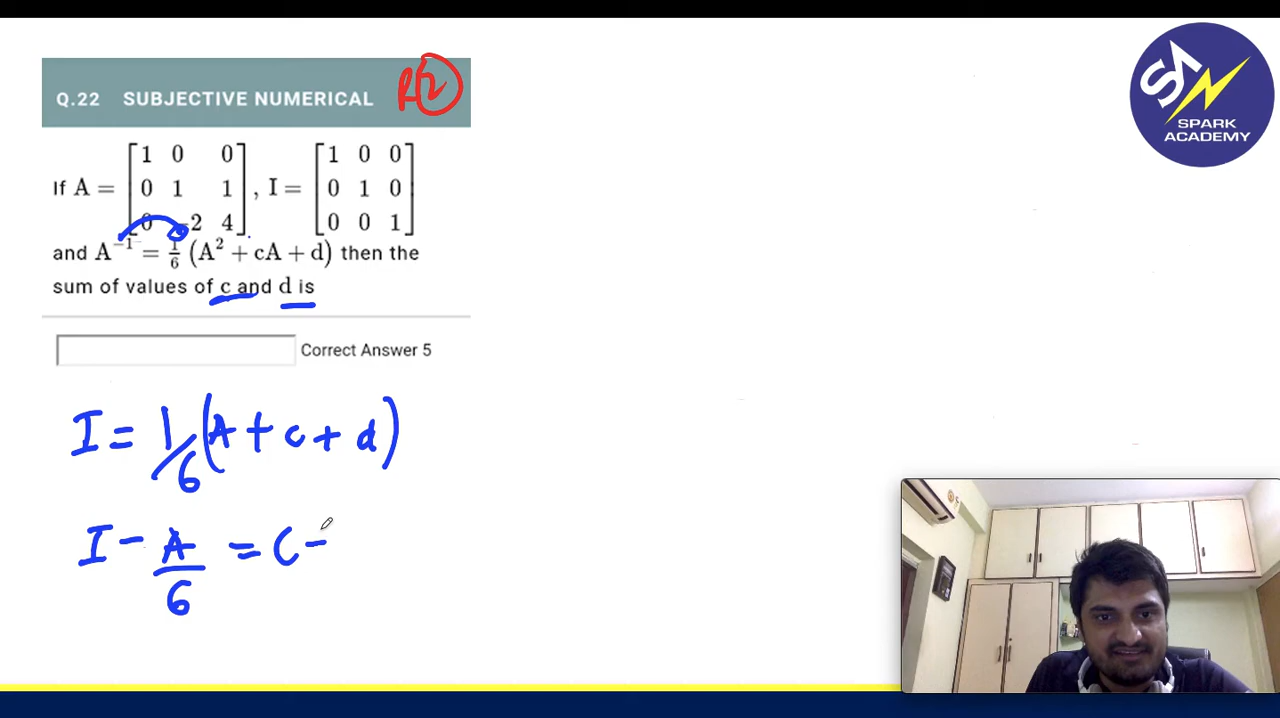 Q.22 SUBJECTIVE NUMERICAL R2
If A = [1 0 0; 0 1 1; 0 -2 4], I = [1 0 0; 0 1 0; 0 0 1]
and A⁻¹ = 1/6 (A² + cA + d) then the
sum of values of c and d is
Correct Answer 5
I = 1/6 (A + c + d)
I - A/6 = C -
SPARK
ACADEMY